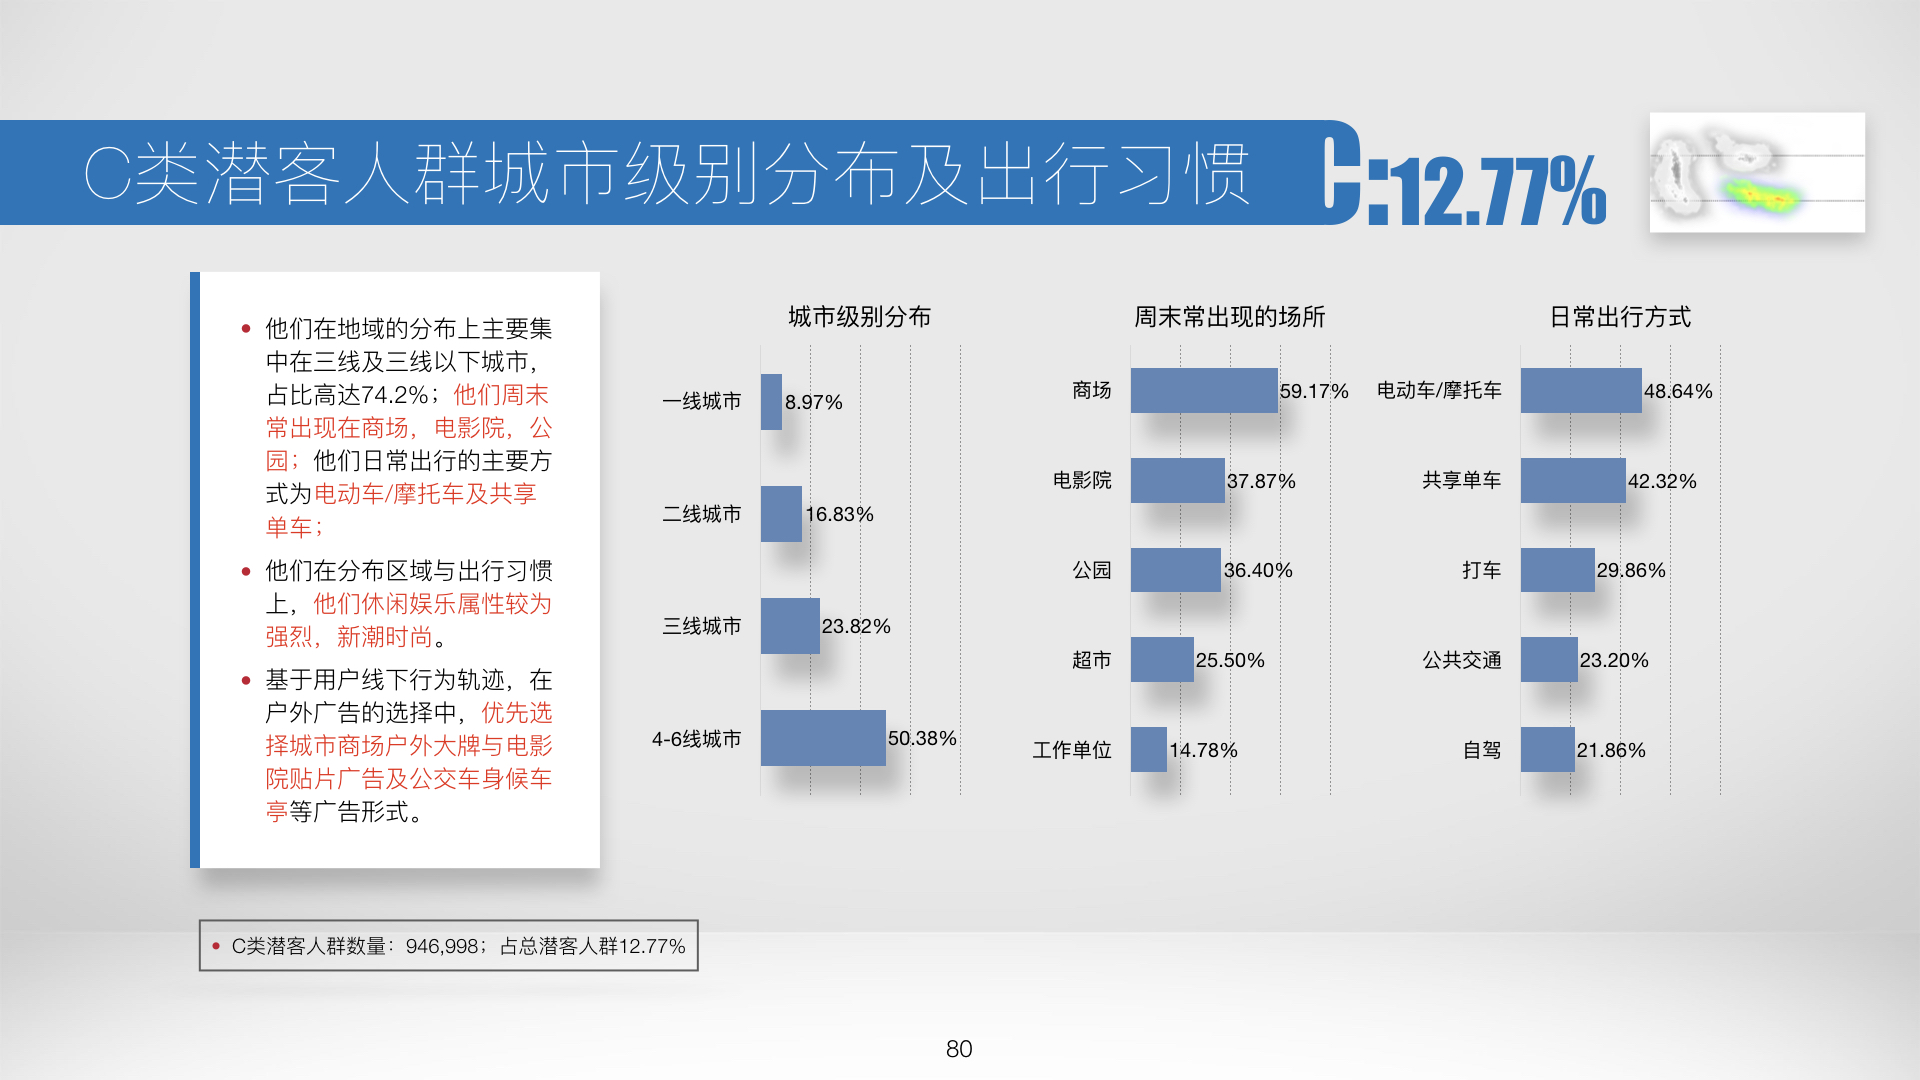 C类潜客人群城市级别分布及出行习惯
C:12.77%
他们在地域的分布上主要集
中在三线及三线以下城市，
占比高达74.2%；他们周末
常出现在商场，电影院，公
园；他们日常出行的主要方
式为电动车/摩托车及共享
单车；
他们在分布区域与出行习惯
上，他们休闲娱乐属性较为
强烈，新潮时尚。
基于用户线下行为轨迹，在
户外广告的选择中，优先选
择城市商场户外大牌与电影
院贴片广告及公交车身候车
亭等广告形式。
城市级别分布
一线城市 8.97%
二线城市 16.83%
三线城市 23.82%
4-6线城市 50.38%
周末常出现的场所
商场 59.17%
电影院 37.87%
公园 36.40%
超市 25.50%
工作单位 14.78%
日常出行方式
电动车/摩托车 48.64%
共享单车 42.32%
打车 29.86%
公共交通 23.20%
自驾 21.86%
C类潜客人群数量：946,998；占总潜客人群12.77%
80